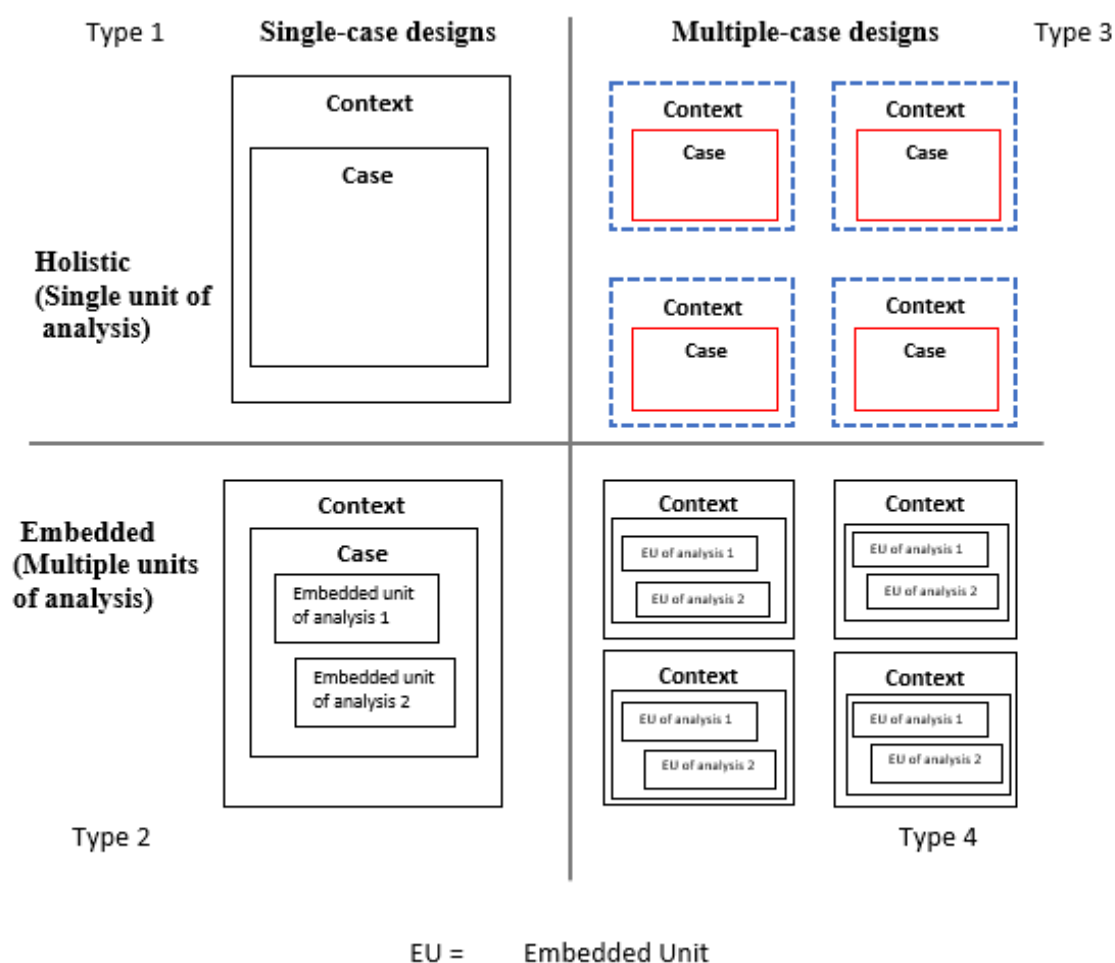 Type 1
Single-case designs
Multiple-case designs
Type 3
Context
Case
Context
Case
Context
Case
Holistic
(Single unit of
analysis)
Context
Case
Context
Case
Embedded
(Multiple units
of analysis)
Context
Case
Embedded unit
of analysis 1
Embedded unit
of analysis 2
Context
EU of analysis 1
EU of analysis 2
Context
EU of analysis 1
EU of analysis 2
Context
EU of analysis 1
EU of analysis 2
Context
EU of analysis 1
EU of analysis 2
Type 2
Type 4
EU = Embedded Unit